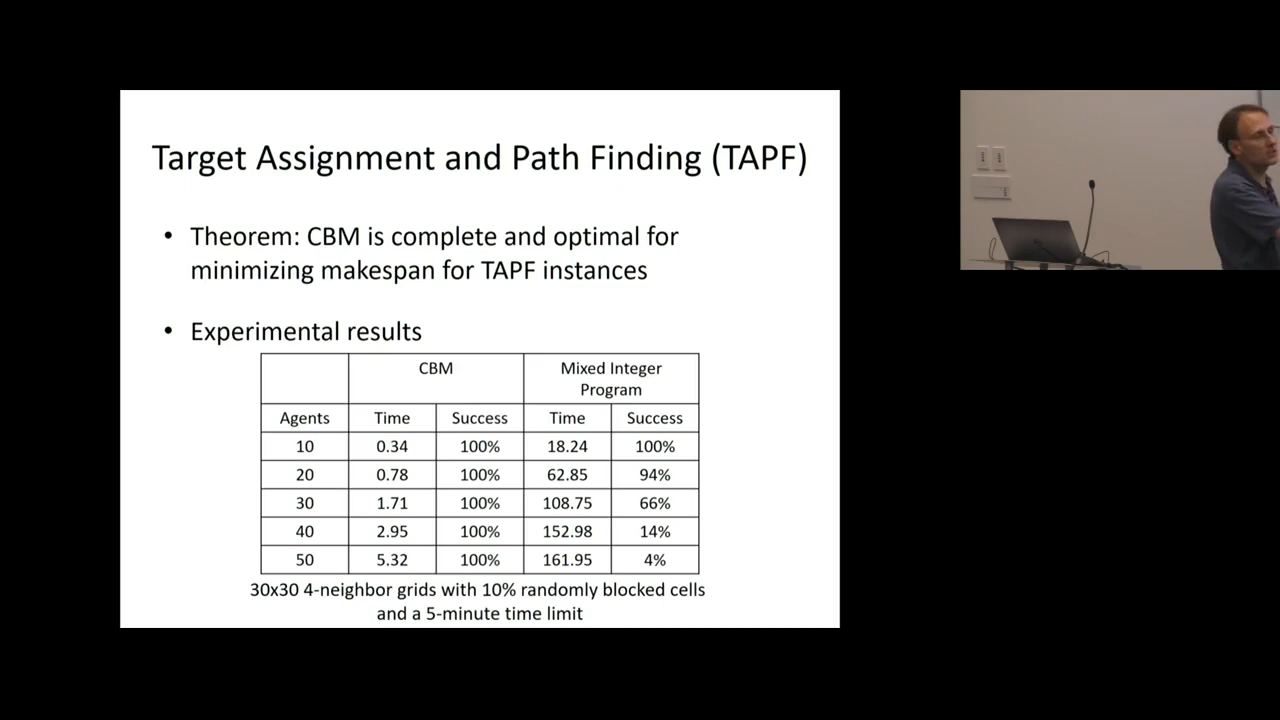 Target Assignment and Path Finding (TAPF)
• Theorem: CBM is complete and optimal for
minimizing makespan for TAPF instances
• Experimental results
CBM Mixed Integer
Program
Agents Time Success Time Success
10 0.34 100% 18.24 100%
20 0.78 100% 62.85 94%
30 1.71 100% 108.75 66%
40 2.95 100% 152.98 14%
50 5.32 100% 161.95 4%
30x30 4-neighbor grids with 10% randomly blocked cells
and a 5-minute time limit